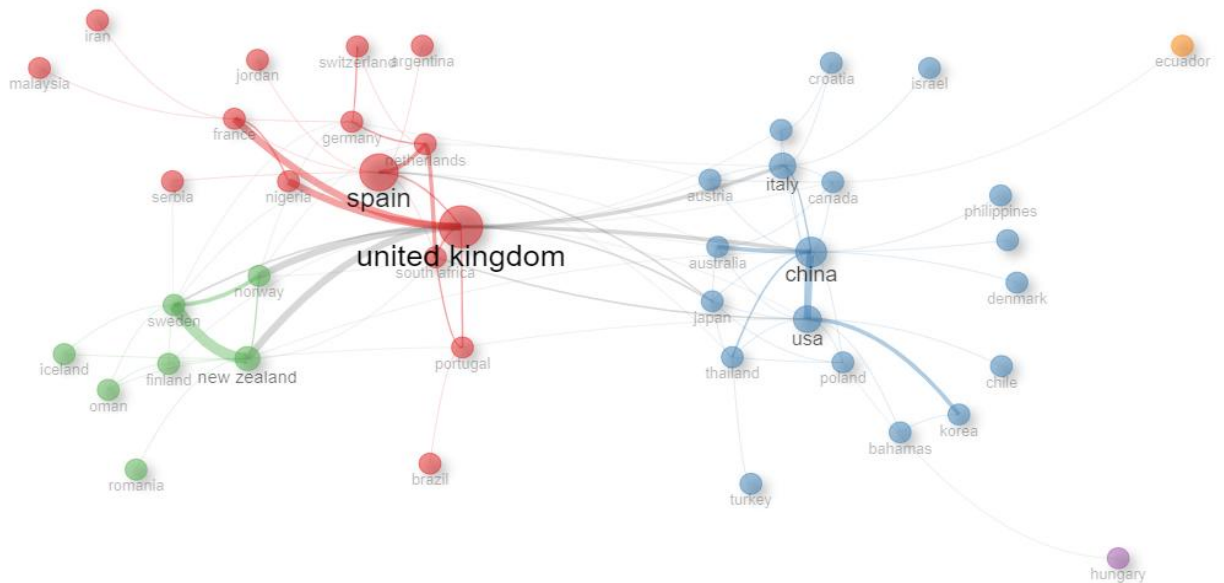 iran
switzerland
argentina
ecuador
malaysia
jordan
croatia
israel
france
germany
netherlands
italy
serbia
nigeria
spain
austria
canada
philippines
united kingdom
south africa
australia
china
norway
denmark
sweden
japan
usa
iceland
finland
new zealand
portugal
thailand
poland
chile
oman
korea
bahamas
romania
brazil
turkey
hungary